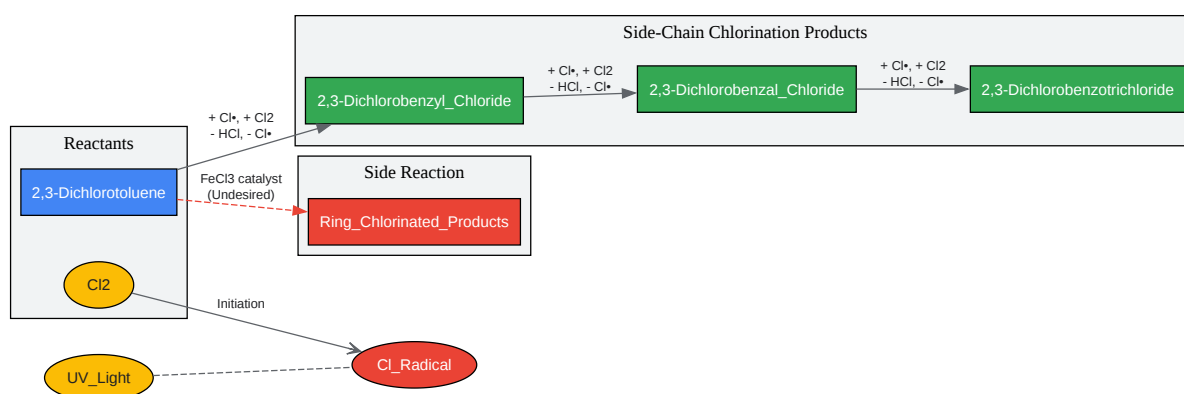 Side-Chain Chlorination Products
+ Cl•, + Cl2
- HCl, - Cl•
+ Cl•, + Cl2
- HCl, - Cl•
2,3-Dichlorobenzyl_Chloride
2,3-Dichlorobenzal_Chloride
2,3-Dichlorobenzotrichloride
+ Cl•, + Cl2
- HCl, - Cl•
Reactants
2,3-Dichlorotoluene
FeCl3 catalyst
(Undesired)
Side Reaction
Ring_Chlorinated_Products
Cl2
Initiation
Cl_Radical
UV_Light